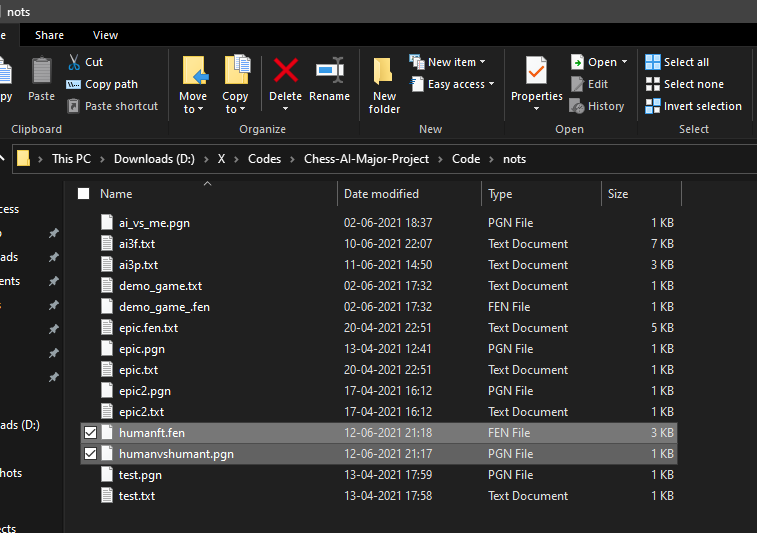 nots
e Share View
py
Paste
Cut
Copy path
Paste shortcut
Move to
Copy to
Delete
Rename
New folder
New item
Easy access
Properties
Open
Edit
History
Select all
Select none
Invert selection
Clipboard Organize New Open Select
This PC > Downloads (D:) > X > Codes > Chess-AI-Major-Project > Code > nots
Name Date modified Type Size
ai_vs_me.pgn 02-06-2021 18:37 PGN File 1 KB
ai3f.txt 10-06-2021 22:07 Text Document 7 KB
ai3p.txt 11-06-2021 14:50 Text Document 3 KB
demo_game.txt 02-06-2021 17:32 Text Document 1 KB
demo_game_.fen 02-06-2021 17:32 FEN File 1 KB
epic.fen.txt 20-04-2021 22:51 Text Document 5 KB
epic.pgn 13-04-2021 12:41 PGN File 1 KB
epic.txt 20-04-2021 22:51 Text Document 1 KB
epic2.pgn 17-04-2021 16:12 PGN File 1 KB
epic2.txt 17-04-2021 16:12 Text Document 1 KB
humanft.fen 12-06-2021 21:18 FEN File 3 KB
humanvshumant.pgn 12-06-2021 21:17 PGN File 1 KB
test.pgn 13-04-2021 17:59 PGN File 1 KB
test.txt 13-04-2021 17:58 Text Document 1 KB
cess
ads
ents
ads (D:)
hots
ects